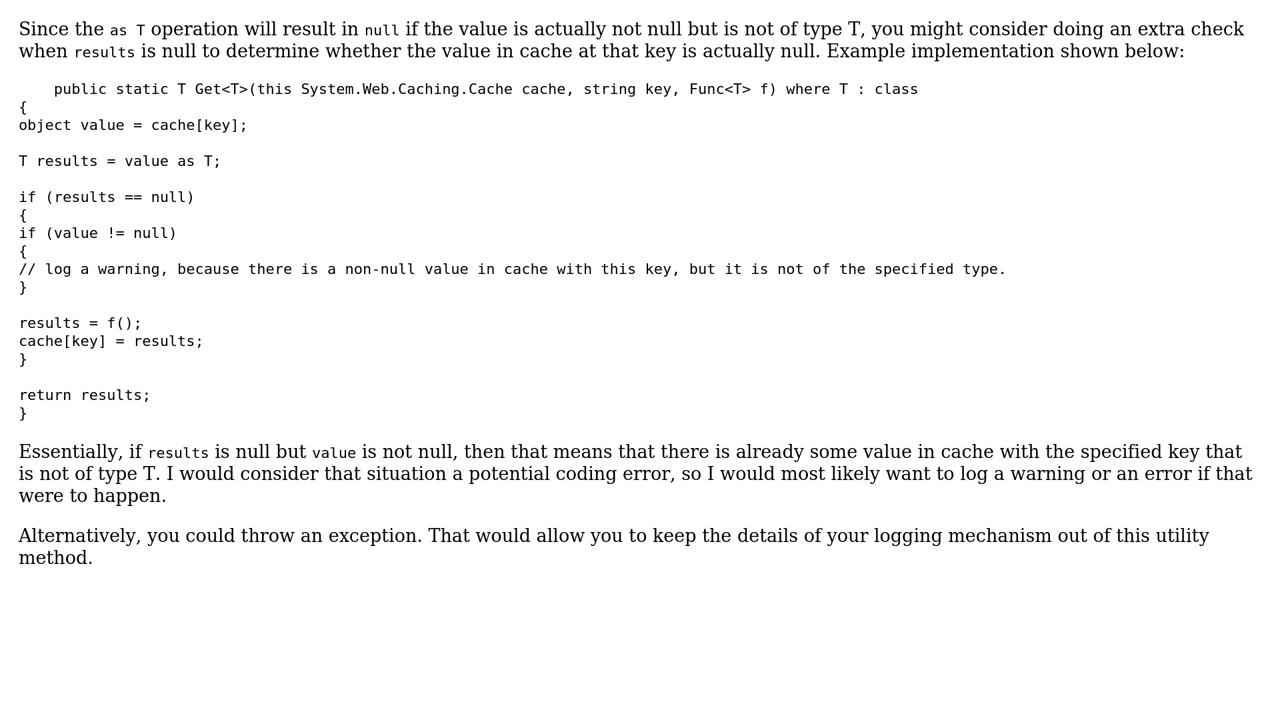 Since the as T operation will result in null if the value is actually not null but is not of type T, you might consider doing an extra check
when results is null to determine whether the value in cache at that key is actually null. Example implementation shown below:
public static T Get<T>(this System.Web.Caching.Cache cache, string key, Func<T> f) where T : class
{
object value = cache[key];
T results = value as T;
if (results == null)
{
if (value != null)
{
// log a warning, because there is a non-null value in cache with this key, but it is not of the specified type.
}
results = f();
cache[key] = results;
}
return results;
}
Essentially, if results is null but value is not null, then that means that there is already some value in cache with the specified key that
is not of type T. I would consider that situation a potential coding error, so I would most likely want to log a warning or an error if that
were to happen.
Alternatively, you could throw an exception. That would allow you to keep the details of your logging mechanism out of this utility
method.